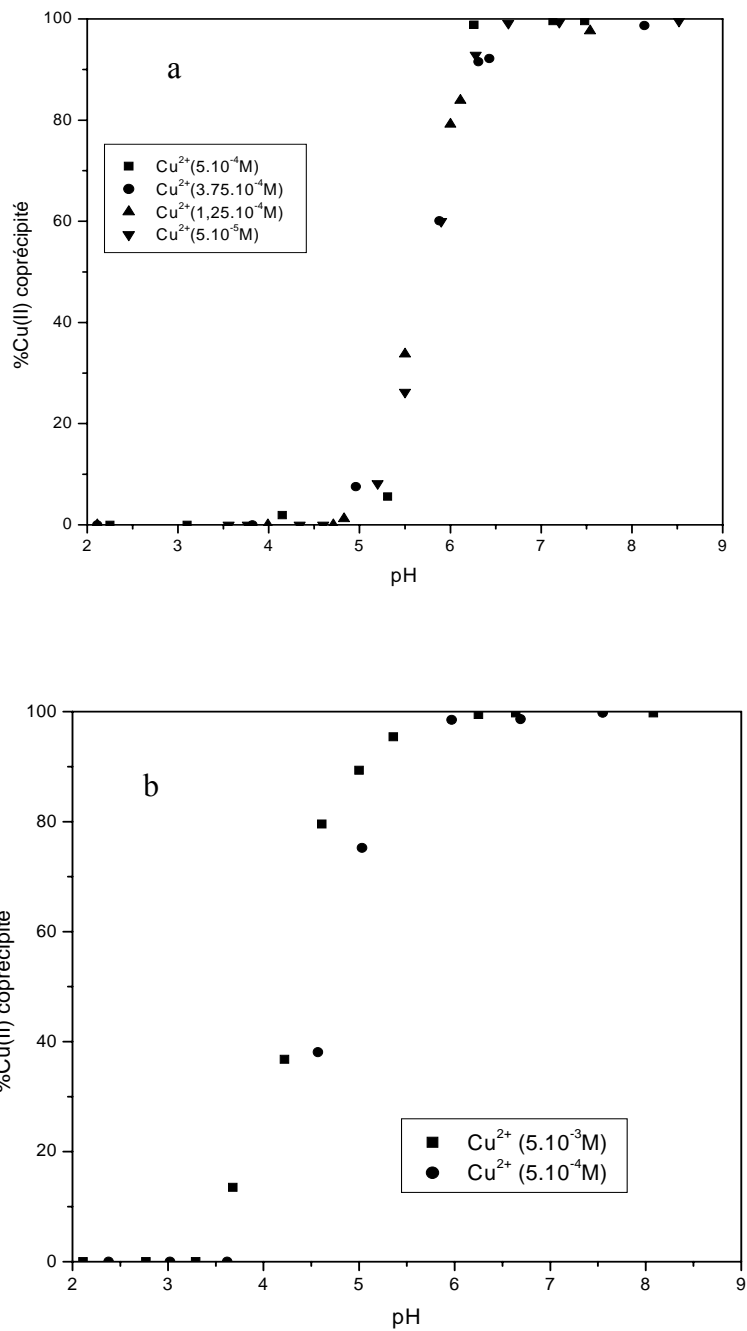 100
a
80
Cu²⁺(5.10⁻⁴M)
Cu²⁺(3.75.10⁻⁴M)
Cu²⁺(1,25.10⁻⁴M)
Cu²⁺(5.10⁻⁵M)
60
40
20
0
%Cu(II) coprécipité
2 3 4 5 6 7 8 9
pH
100
b
80
60
40
20
0
%Cu(II) coprécipité
Cu²⁺ (5.10⁻³M)
Cu²⁺ (5.10⁻⁴M)
2 3 4 5 6 7 8 9
pH